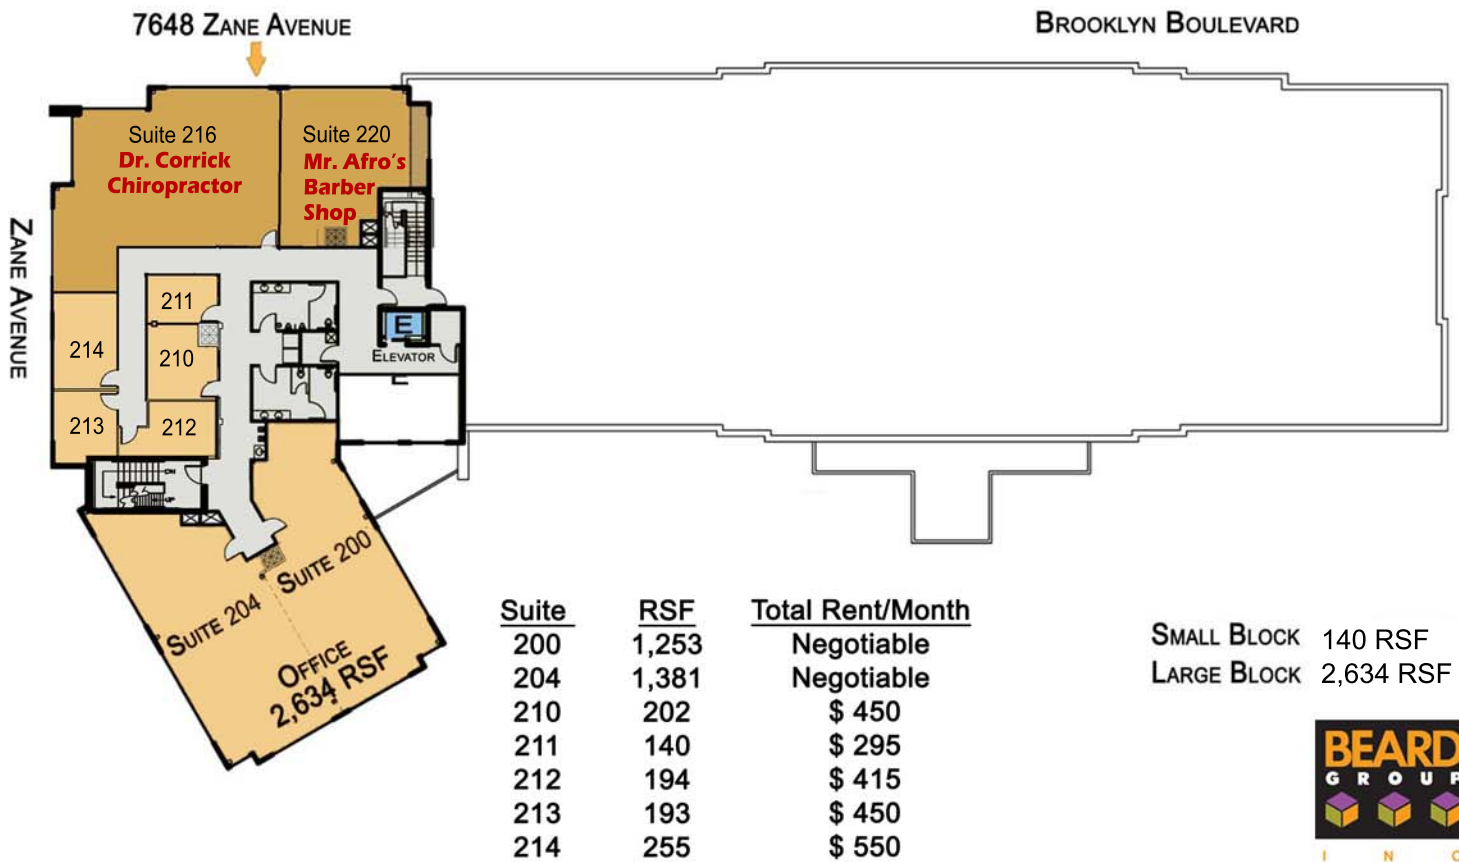 7648 ZANE AVENUE
BROOKLYN BOULEVARD
Suite 216
Dr. Corrick
Chiropractor
Suite 220
Mr. Afro's
Barber
Shop
ZANE AVENUE
211
214
210
213
212
E
ELEVATOR
E
SUITE 200
SUITE 204
OFFICE
2,634 RSF
Suite RSF Total Rent/Month
200 1,253 Negotiable
204 1,381 Negotiable
210 202 $ 450
211 140 $ 295
212 194 $ 415
213 193 $ 450
214 255 $ 550
SMALL BLOCK 140 RSF
LARGE BLOCK 2,634 RSF
BEARD
GROUP
I N C